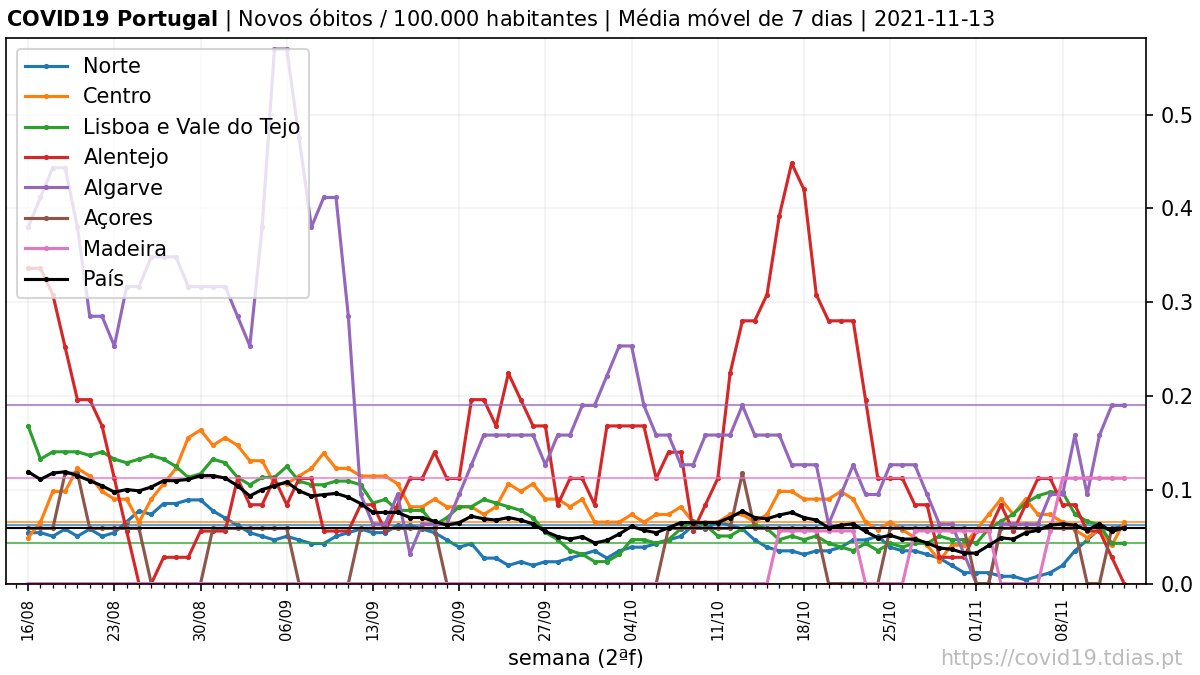 COVID19 Portugal | Novos óbitos / 100.000 habitantes | Média móvel de 7 dias | 2021-11-13
Norte
Centro
Lisboa e Vale do Tejo
Alentejo
Algarve
Açores
Madeira
País
0.5
0.4
0.3
0.2
0.1
0.0
16/08
23/08
30/08
06/09
13/09
20/09
27/09
04/10
11/10
18/10
25/10
01/11
08/11
semana (2ªf)
https://covid19.tdias.pt